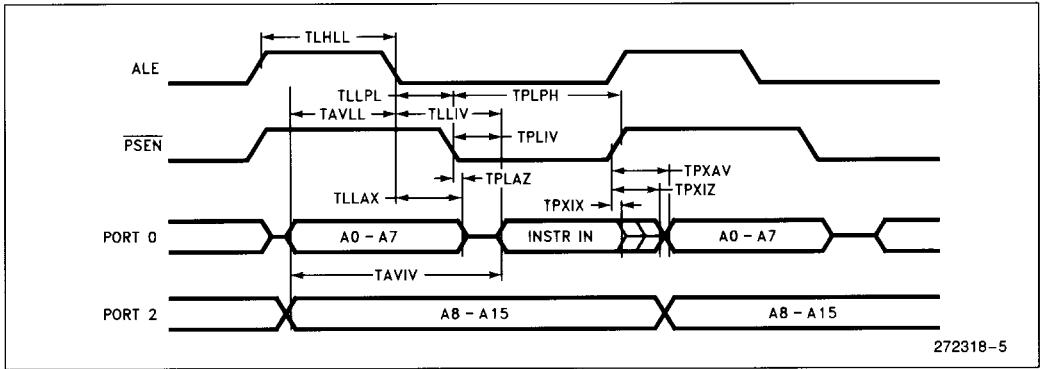 TLHLL
ALE
TLLPL
TPLPH
TAVLL
TLLIV
PSEN
TPLIV
TPXAV
TPLAZ
TPXIZ
TLLAX
TPXIX
PORT 0
A0 - A7
INSTR IN
A0 - A7
TAVIV
PORT 2
A8 - A15
A8 - A15
272318-5